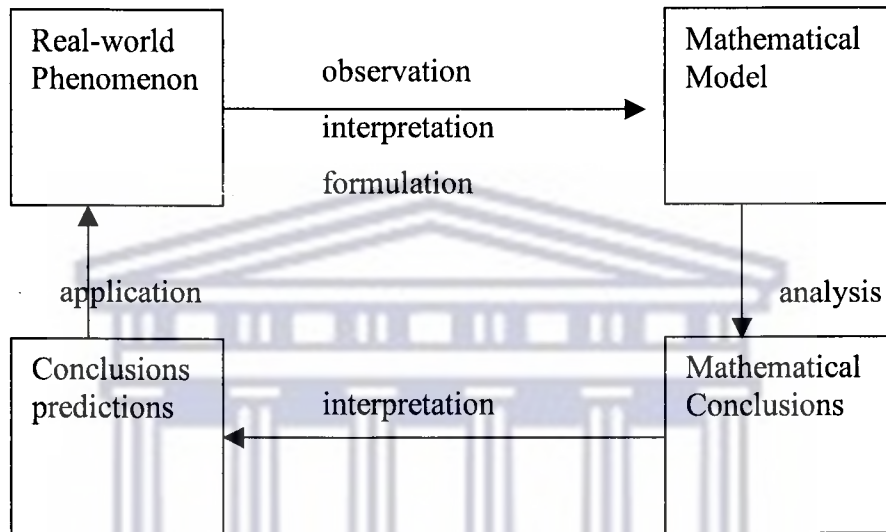 Real-world
Phenomenon
observation
interpretation
formulation
Mathematical
Model
application
analysis
Conclusions
predictions
interpretation
Mathematical
Conclusions